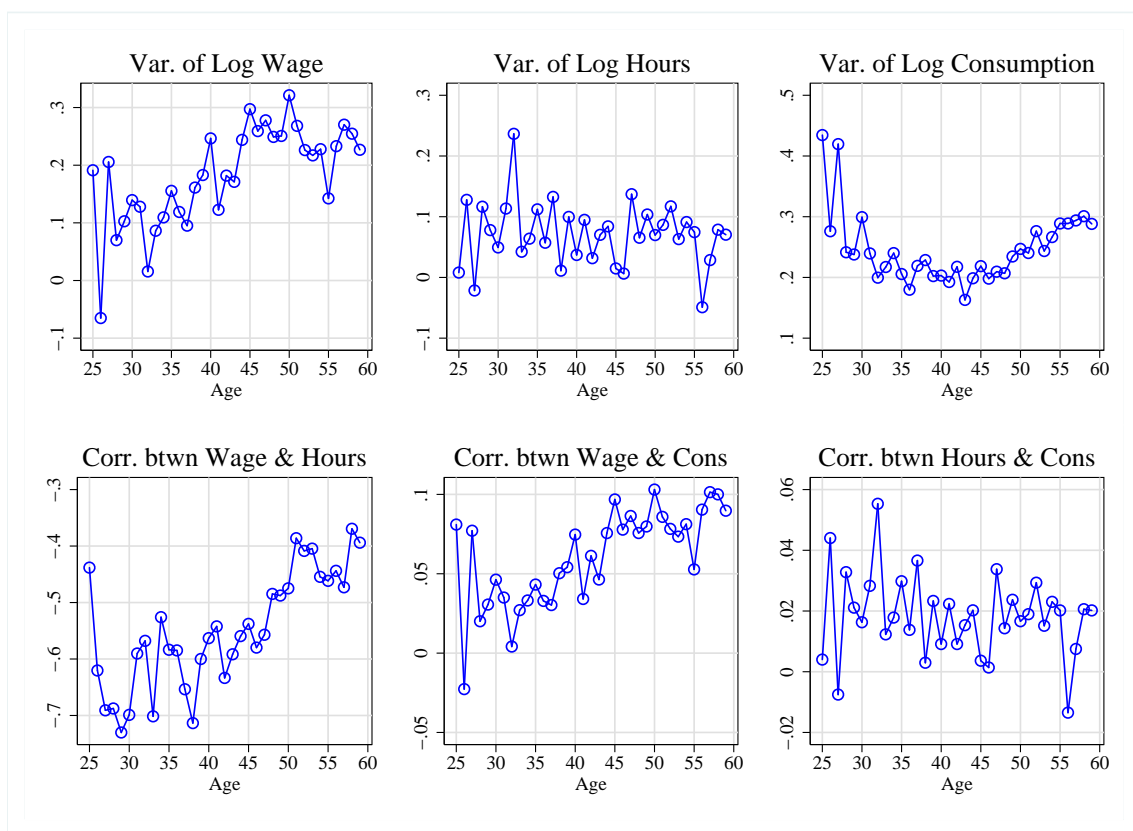 Var. of Log Wage
.3
.2
.1
0
-.1
25 30 35 40 45 50 55 60
Age
Var. of Log Hours
.3
.2
.1
0
-.1
25 30 35 40 45 50 55 60
Age
Var. of Log Consumption
.5
.4
.3
.2
.1
25 30 35 40 45 50 55 60
Age
Corr. btwn Wage & Hours
-.3
-.4
-.5
-.6
-.7
25 30 35 40 45 50 55 60
Age
Corr. btwn Wage & Cons
.1
.05
0
-.05
25 30 35 40 45 50 55 60
Age
Corr. btwn Hours & Cons
.06
.04
.02
0
-.02
25 30 35 40 45 50 55 60
Age